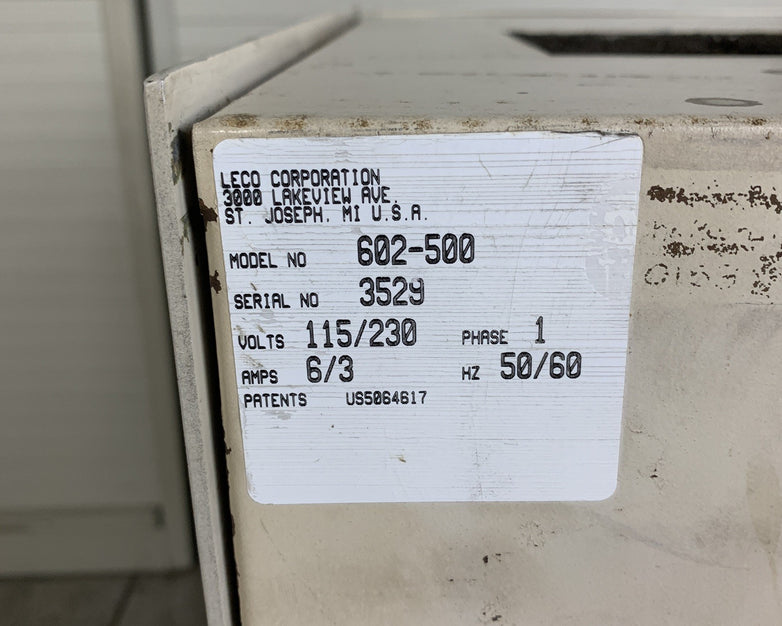 LECO CORPORATION
3000 LAKEVIEW AVE.
ST. JOSEPH, MI U.S.A.
MODEL NO 602-500
SERIAL NO 3529
VOLTS 115/230 PHASE 1
AMPS 6/3 HZ 50/60
PATENTS US5064617